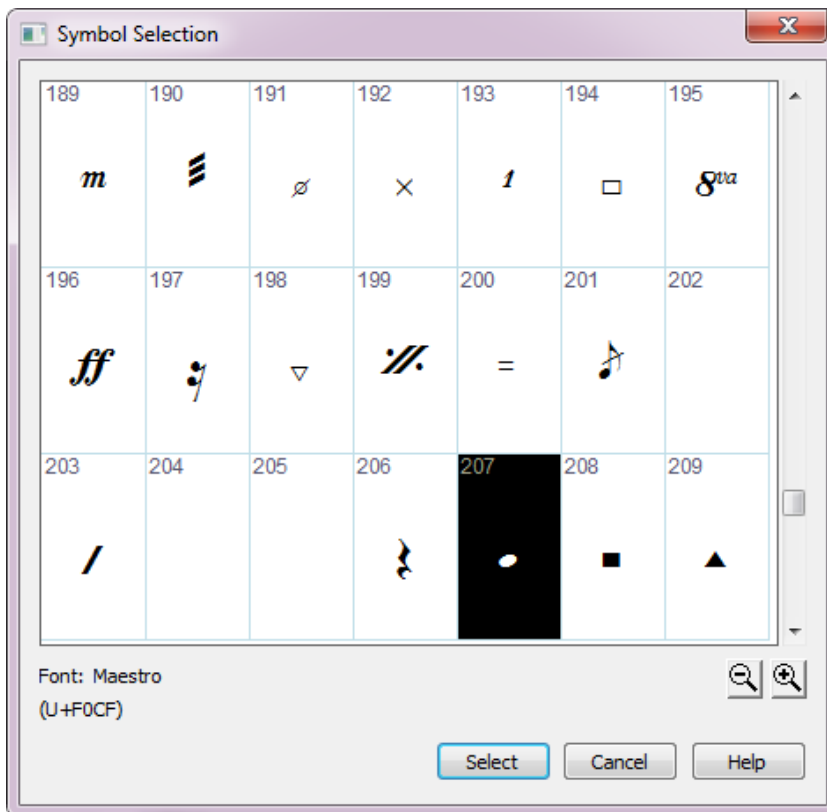 Symbol Selection
189 190 191 192 193 194 195
m 1 8va
196 197 198 199 200 201 202
ff =
203 204 205 206 207 208 209
Font: Maestro
(U+F0CF)
Select Cancel Help